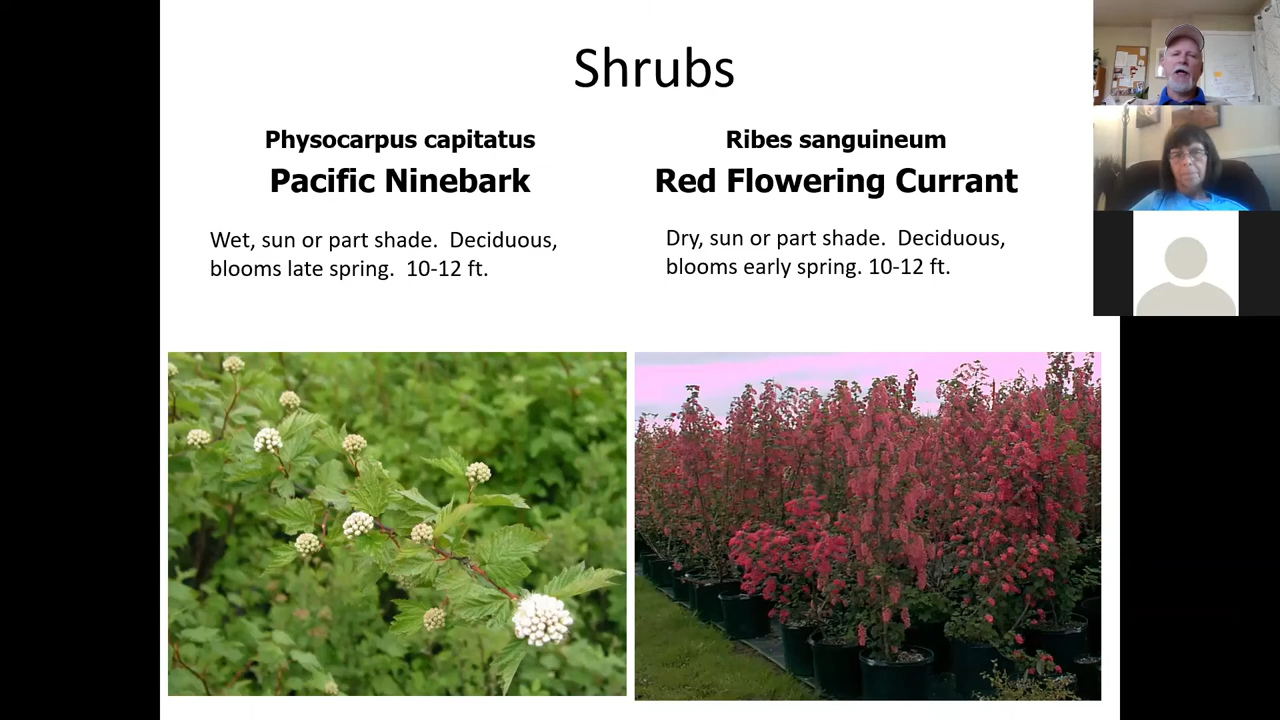 Shrubs
Physocarpus capitatus
Pacific Ninebark
Wet, sun or part shade.  Deciduous,
blooms late spring.  10-12 ft.
Ribes sanguineum
Red Flowering Currant
Dry, sun or part shade.  Deciduous,
blooms early spring. 10-12 ft.